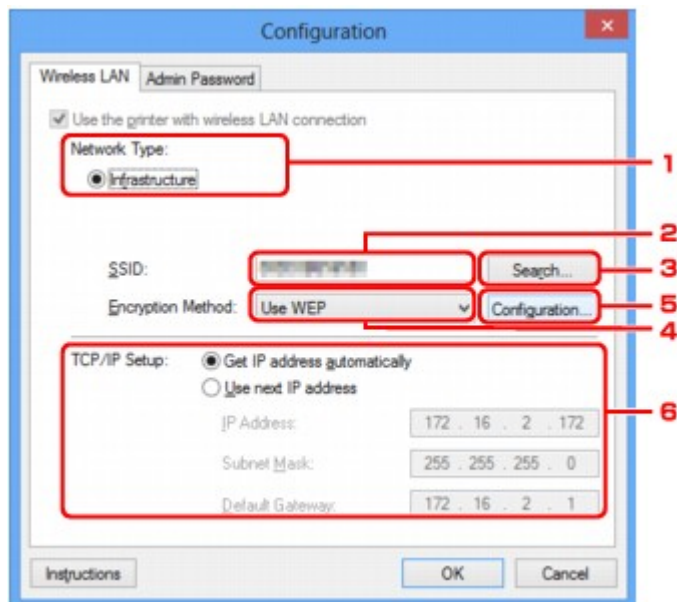 Configuration
Wireless LAN Admin Password
Use the printer with wireless LAN connection
Network Type:
Infrastructure
1
2
SSID: Search... 3
5
Encryption Method: Use WEP Configuration...
4
TCP/IP Setup: Get IP address automatically
Use next IP address
6
IP Address: 172 . 16 . 2 . 172
Subnet Mask: 255 . 255 . 255 . 0
Default Gateway: 172 . 16 . 2 . 1
Instructions OK Cancel